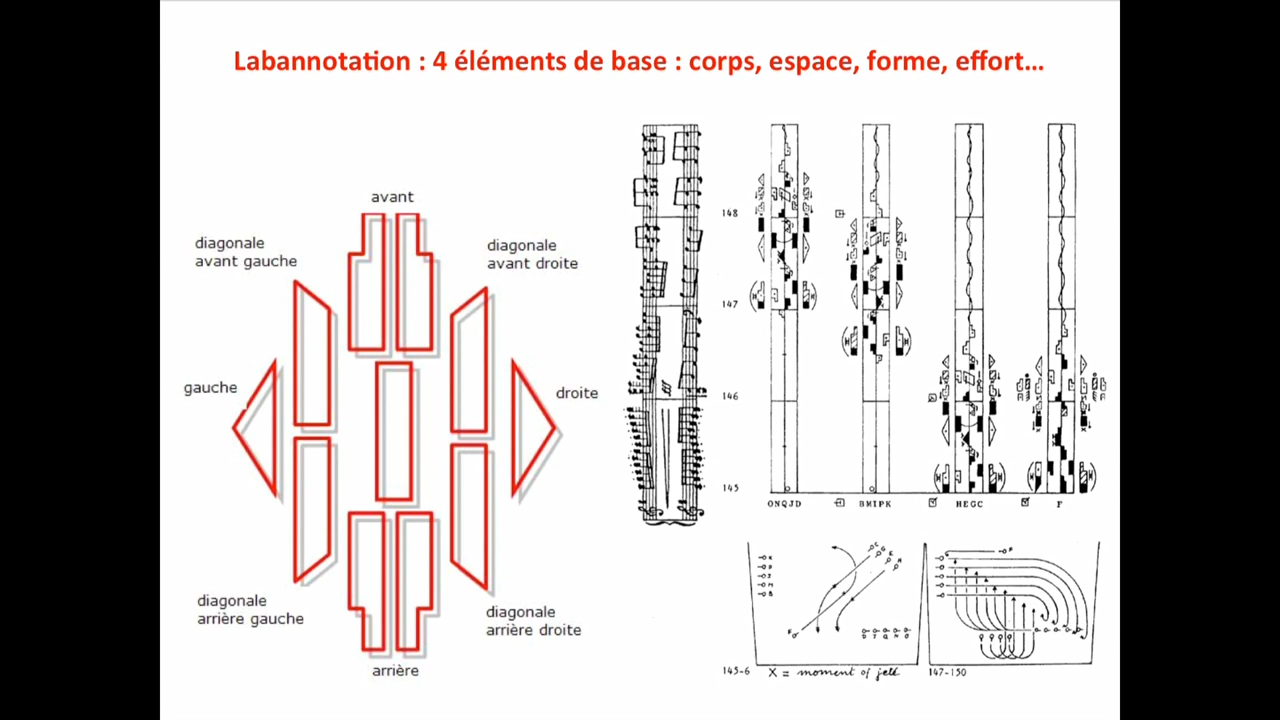 Labannotation : 4 éléments de base : corps, espace, forme, effort...
avant
diagonale
avant gauche
diagonale
avant droite
gauche
droite
diagonale
arrière gauche
diagonale
arrière droite
arrière
148
147
146
145
ONQJD
BMIPK
HEGC
F
145-6
X = moment of jeté
147-150